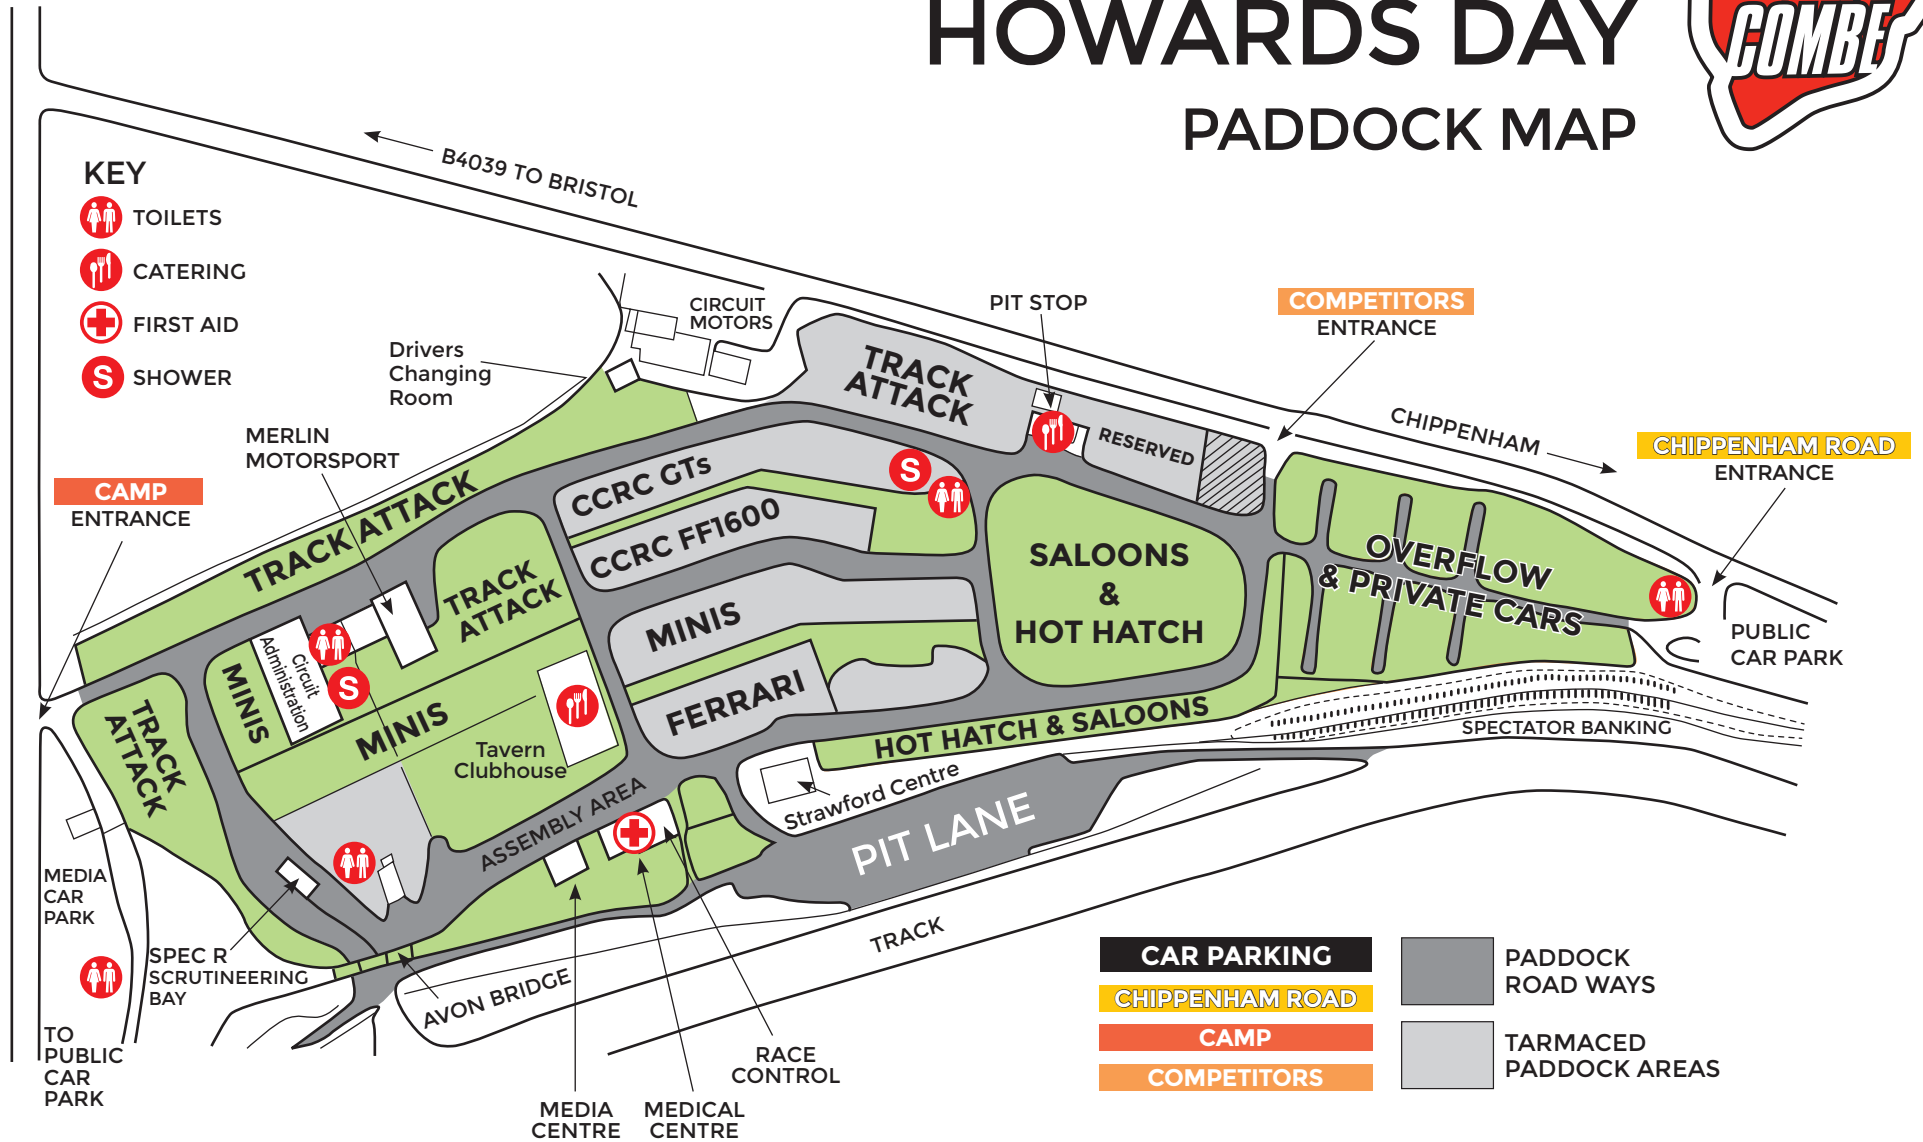 HOWARDS DAY
PADDOCK MAP
COMBE
B4039 TO BRISTOL
KEY
TOILETS
CATERING
FIRST AID
S
SHOWER
CIRCUIT
MOTORS
PIT STOP
COMPETITORS
ENTRANCE
Drivers
Changing
Room
MERLIN
MOTORSPORT
CAMP
ENTRANCE
CHIPPENHAM
CHIPPENHAM ROAD
ENTRANCE
TRACK
ATTACK
RESERVED
TRACK ATTACK
CCRC GTs
S
CCRC FF1600
TRACK
ATTACK
SALOONS
&
HOT HATCH
OVERFLOW
& PRIVATE CARS
PUBLIC
CAR PARK
MINIS
MINIS
Circuit
Administration
S
MINIS
FERRARI
TRACK
ATTACK
Tavern
Clubhouse
HOT HATCH & SALOONS
SPECTATOR BANKING
Strawford Centre
ASSEMBLY AREA
PIT LANE
MEDIA
CAR
PARK
SPEC R
SCRUTINEERING
BAY
TRACK
AVON BRIDGE
TO
PUBLIC
CAR
PARK
RACE
CONTROL
MEDIA
CENTRE
MEDICAL
CENTRE
CAR PARKING
CHIPPENHAM ROAD
CAMP
COMPETITORS
PADDOCK
ROAD WAYS
TARMACED
PADDOCK AREAS